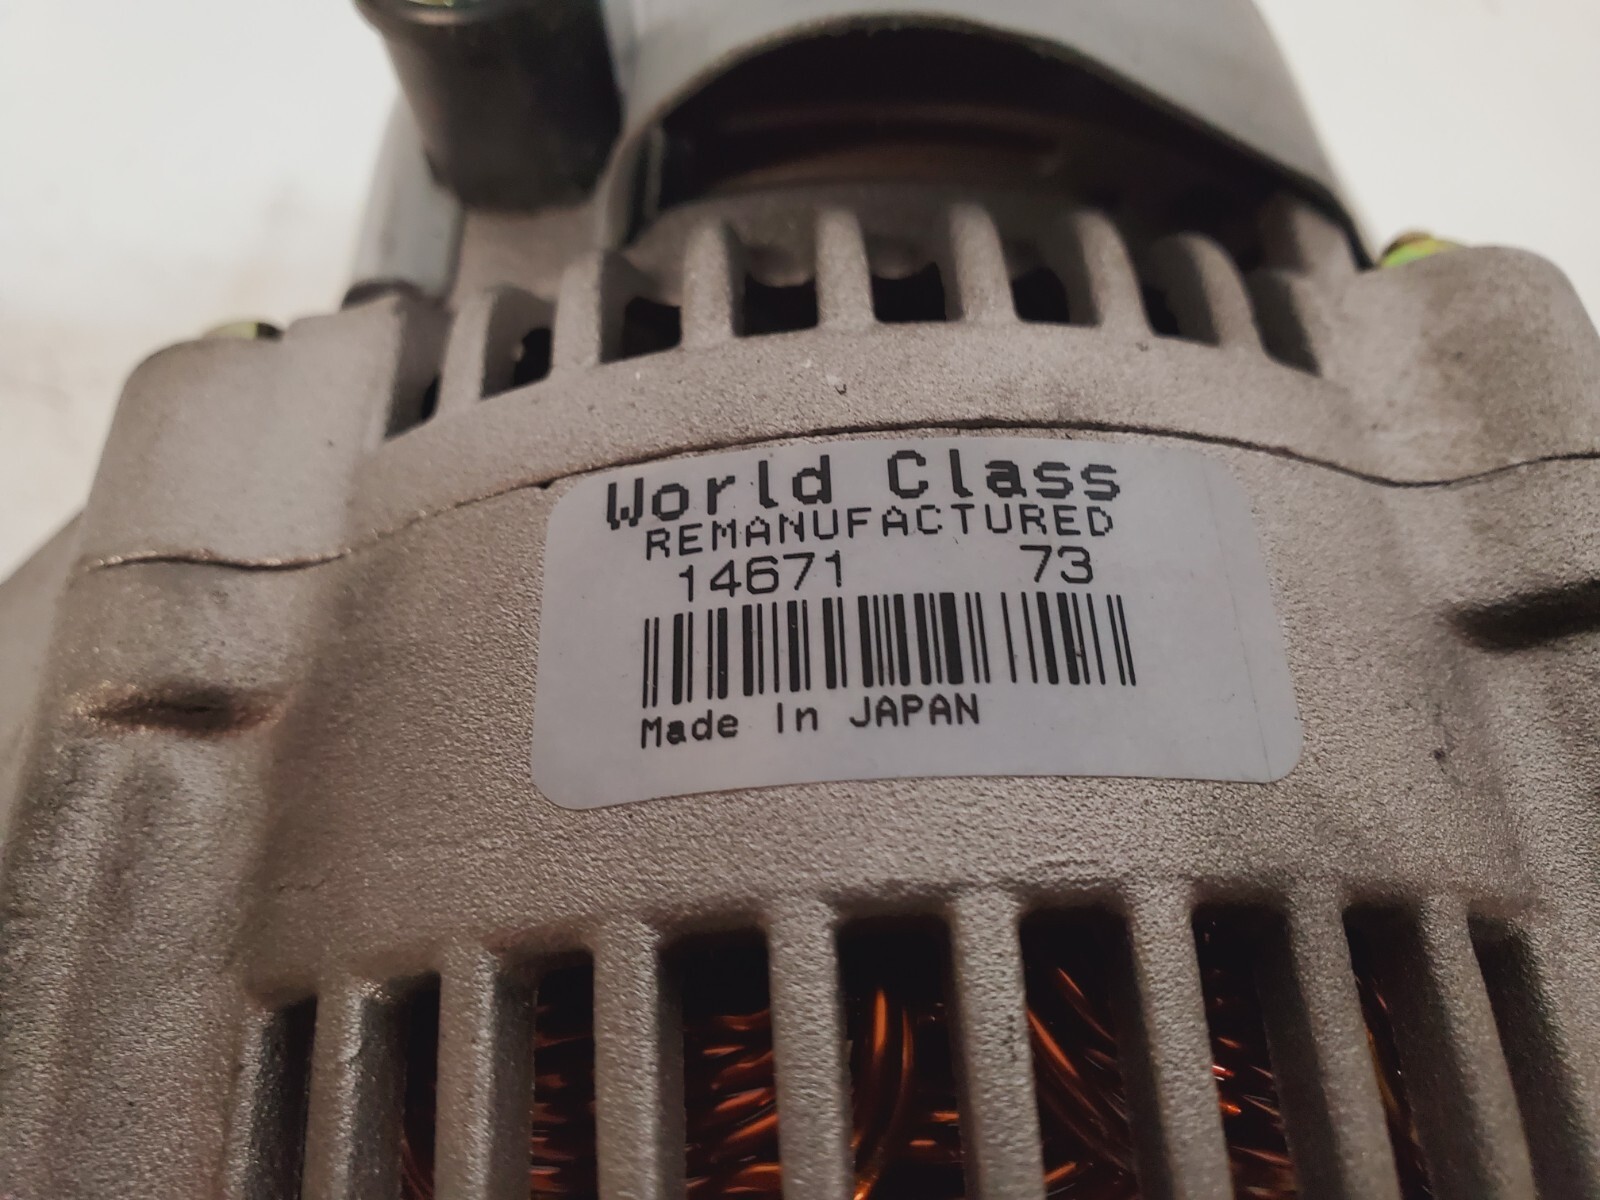 World Class
REMANUFACTURED
14671 73
Made In JAPAN